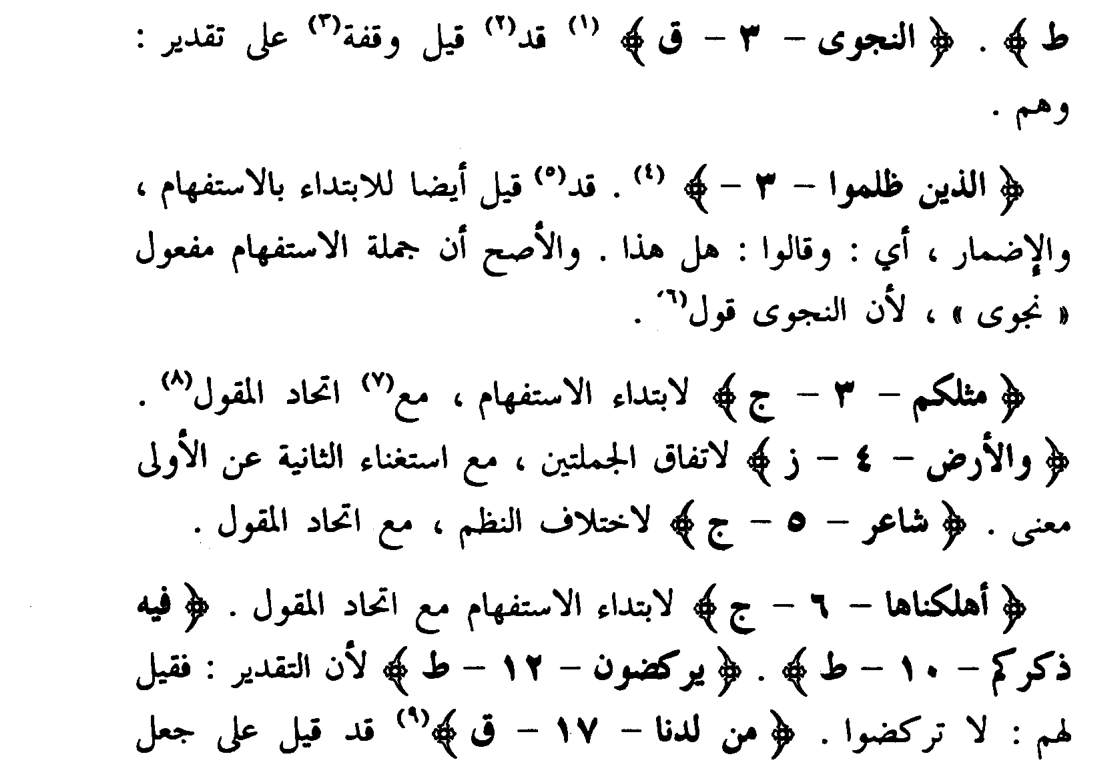 ط ﴾ . ﴿ النجوى – ٣ – ق ﴾ (١) قد(٢) قيل وقفة(٣) على تقدير :
وهم .
﴿ الذين ظلموا – ٣ – ﴾ (٤) . قد(٥) قيل أيضا للابتداء بالاستفهام ،
والإضمار ، أي : وقالوا : هل هذا . والأصح أن جملة الاستفهام مفعول
« نجوى » ، لأن النجوى قول(٦) .
﴿ مثلكم – ٣ – ج ﴾ لابتداء الاستفهام ، مع(٧) اتحاد المقول(٨) .
﴿ والأرض – ٤ – ز ﴾ لاتفاق الجملتين ، مع استغناء الثانية عن الأولى
معنى . ﴿ شاعر – ٥ – ج ﴾ لاختلاف النظم ، مع اتحاد المقول .
﴿ أهلكناها – ٦ – ج ﴾ لابتداء الاستفهام مع اتحاد المقول . ﴿ فيه
ذكركم – ١٠ – ط ﴾ . ﴿ يركضون – ١٢ – ط ﴾ لأن التقدير : فقيل
لهم : لا تركضوا . ﴿ من لدنا – ١٧ – ق ﴾(٩) قد قيل على جعل